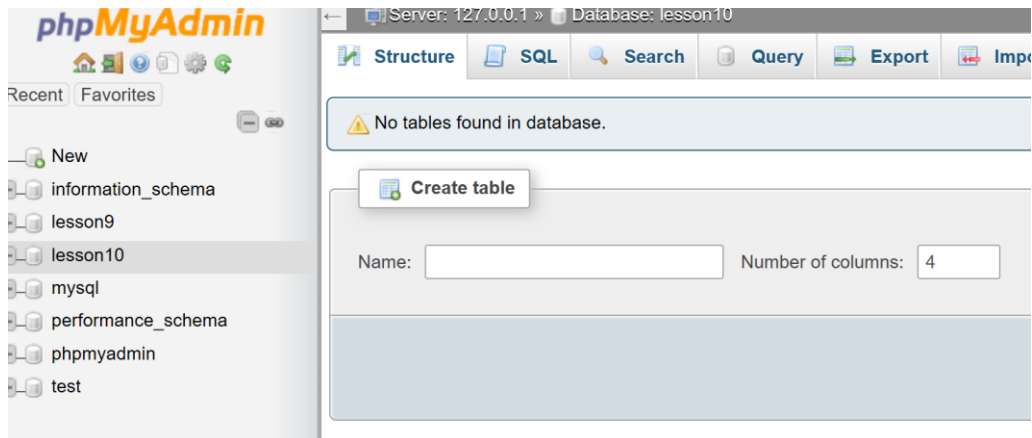 phpMyAdmin
Recent Favorites
New
information_schema
lesson9
lesson10
mysql
performance_schema
phpmyadmin
test
Server: 127.0.0.1 » Database: lesson10
Structure SQL Search Query Export Impo
No tables found in database.
Create table
Name: Number of columns: 4